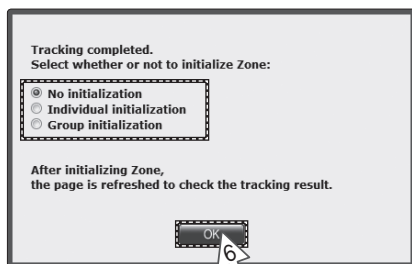 Tracking completed.
Select whether or not to initialize Zone:
No initialization
Individual initialization
Group initialization
After initializing Zone,
the page is refreshed to check the tracking result.
OK
6